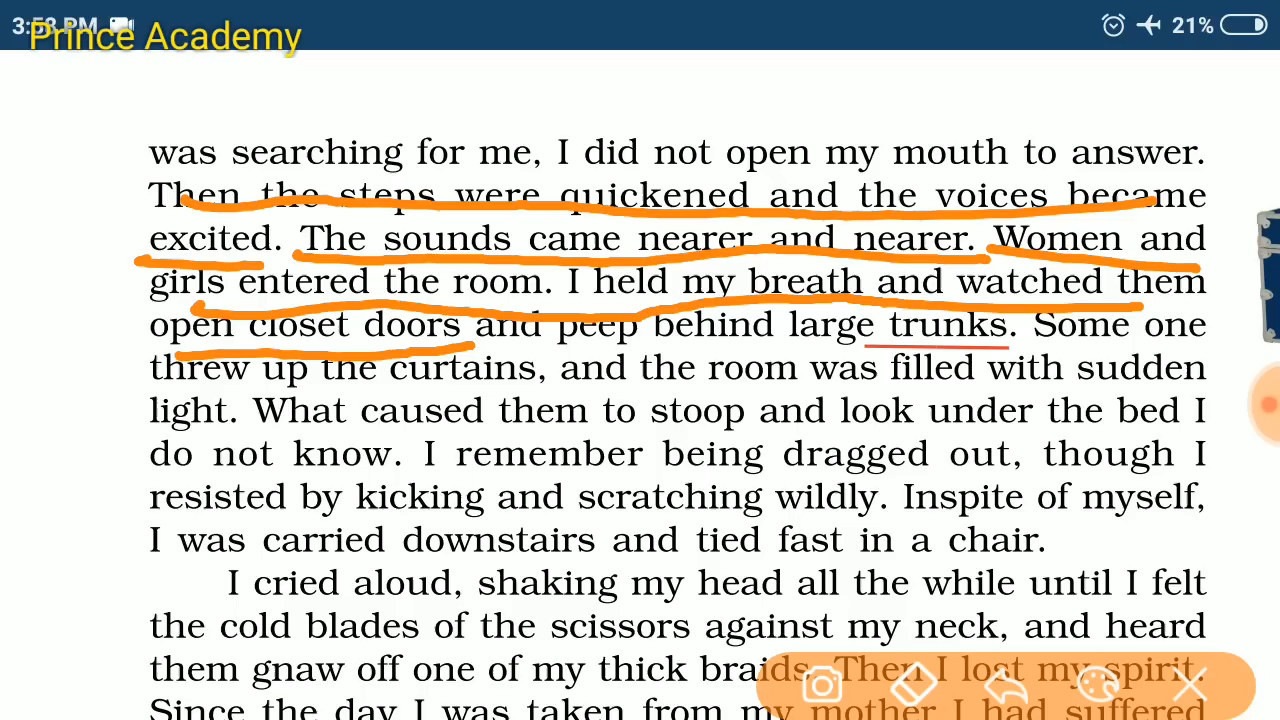 3:58 PM
Prince Academy
21%
was searching for me, I did not open my mouth to answer.
Then the steps were quickened and the voices became
excited. The sounds came nearer and nearer. Women and
girls entered the room. I held my breath and watched them
open closet doors and peep behind large trunks. Some one
threw up the curtains, and the room was filled with sudden
light. What caused them to stoop and look under the bed I
do not know. I remember being dragged out, though I
resisted by kicking and scratching wildly. Inspite of myself,
I was carried downstairs and tied fast in a chair.
I cried aloud, shaking my head all the while until I felt
the cold blades of the scissors against my neck, and heard
them gnaw off one of my thick braids. Then I lost my spirit.
Since the day I was taken from my mother I had suffered